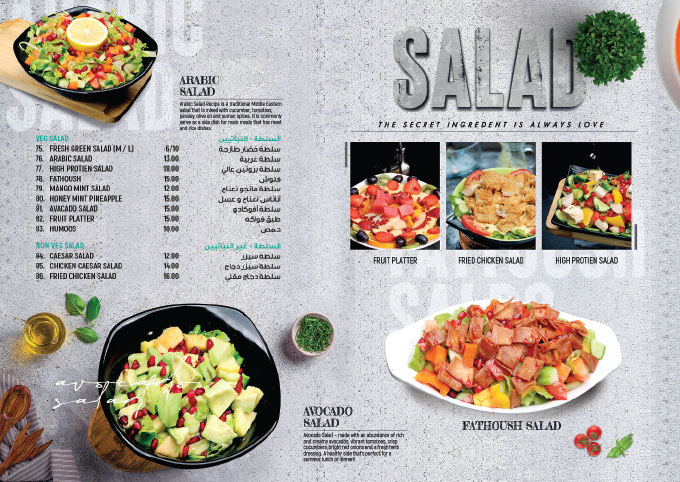 ARABIC
SALAD
Arabic Salad Recipe is a traditional Middle Eastern
salad that is mixed with cucumber, tomatoes,
parsley, olive oil and sumac spices. It is commonly
serve as a side dish for main meals that has meat
and rice dishes.
VEG SALAD السلطة - النباتيين
75. FRESH GREEN SALAD (M / L) 6/10 سلطة خضار طازجة
76. ARABIC SALAD 13.00 سلطة عربية
77. HIGH PROTIEN SALAD 18.00 سلطة بروتين عالي
78. FATHOUSH 15.00 فتوش
79. MANGO MINT SALAD 12.00 سلطة مانجو نعناع
80. HONEY MINT PINEAPPLE 15.00 أناناس نعناع و عسل
81. AVACADO SALAD 15.00 سلطة أفوكادو
82. FRUIT PLATTER 15.00 طبق فواكه
83. HUMOOS 10.00 حمص
NON VEG SALAD السلطة - غير النباتيين
84. CAESAR SALAD 12.00 سلطة سيزر
95. CHICKEN CAESAR SALAD 14.00 سلطة سيزر دجاج
96. FRIED CHICKEN SALAD 16.00 سلطة دجاج مقلي
avocado
salad
AVOCADO
SALAD
Avocado Salad - made with an abundance of rich
and creamy avocados, vibrant tomatoes, crisp
cucumbers, bright red onions and a fresh herb
dressing. A healthy side that's perfect for a
summer lunch or dinner!!
SALAD
THE SECRET INGREDENT IS ALWAYS LOVE
FRUIT PLATTER
FRIED CHICKEN SALAD
HIGH PROTIEN SALAD
FATHOUSH SALAD